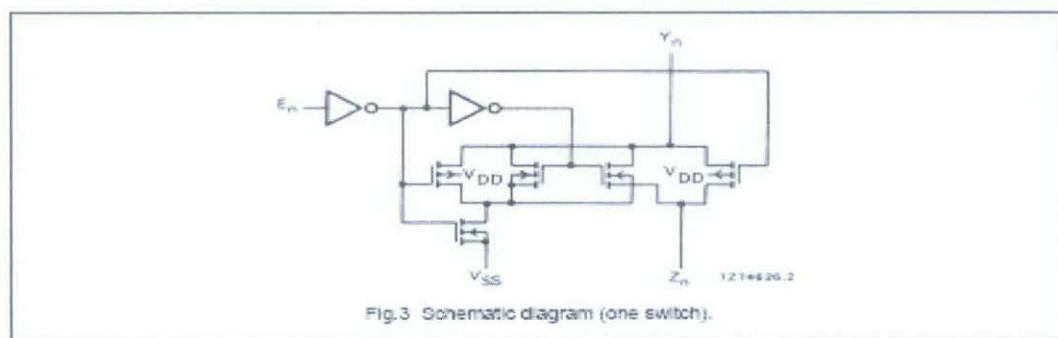 Yn
En
VDD
VDD
VSS
Zn
Fig.3 Schematic diagram (one switch).